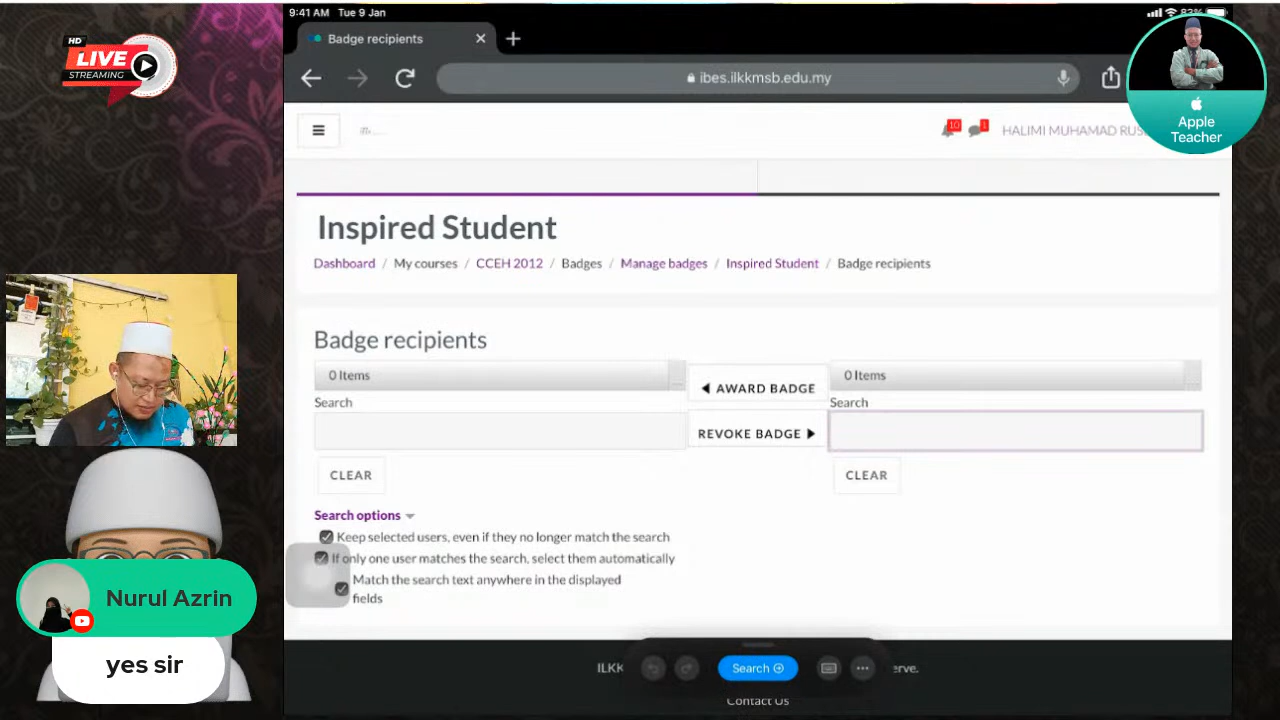 9:41 AM Tue 9 Jan
83%
HD
LIVE
STREAMING
Badge recipients
ibes.ilkkmsb.edu.my
Apple
Teacher
10
1
HALIMI MUHAMAD RUS
Inspired Student
Dashboard / My courses / CCEH 2012 / Badges / Manage badges / Inspired Student / Badge recipients
Badge recipients
0 Items
AWARD BADGE
0 Items
Search
Search
REVOKE BADGE
CLEAR
CLEAR
Search options
Keep selected users, even if they no longer match the search
If only one user matches the search, select them automatically
Match the search text anywhere in the displayed
fields
Nurul Azrin
yes sir
ILKK
Search
erve.
Contact Us